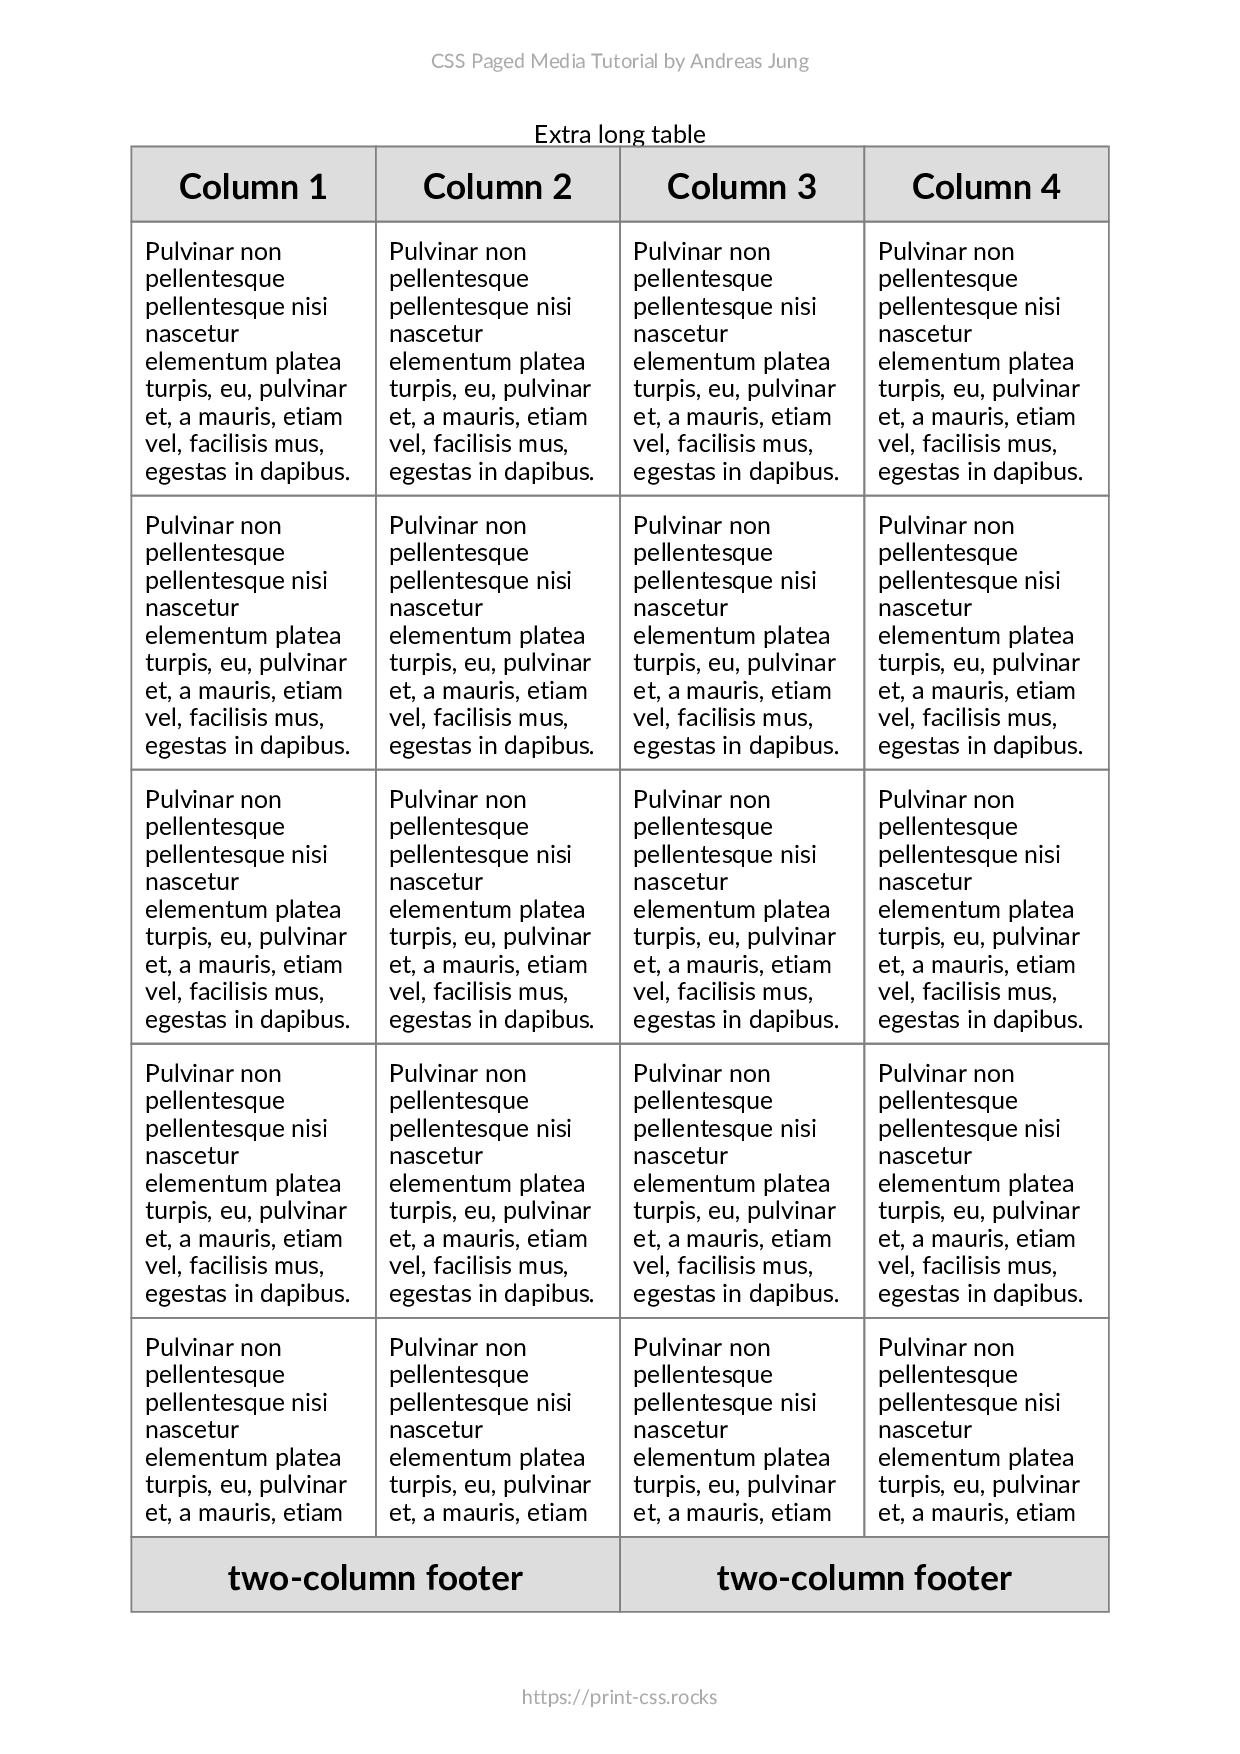 CSS Paged Media Tutorial by Andreas Jung
Extra long table
Column 1 Column 2 Column 3 Column 4
Pulvinar non Pulvinar non Pulvinar non Pulvinar non
pellentesque pellentesque pellentesque pellentesque
pellentesque nisi pellentesque nisi pellentesque nisi pellentesque nisi
nascetur nascetur nascetur nascetur
elementum platea elementum platea elementum platea elementum platea
turpis, eu, pulvinar turpis, eu, pulvinar turpis, eu, pulvinar turpis, eu, pulvinar
et, a mauris, etiam et, a mauris, etiam et, a mauris, etiam et, a mauris, etiam
vel, facilisis mus, vel, facilisis mus, vel, facilisis mus, vel, facilisis mus,
egestas in dapibus. egestas in dapibus. egestas in dapibus. egestas in dapibus.
Pulvinar non Pulvinar non Pulvinar non Pulvinar non
pellentesque pellentesque pellentesque pellentesque
pellentesque nisi pellentesque nisi pellentesque nisi pellentesque nisi
nascetur nascetur nascetur nascetur
elementum platea elementum platea elementum platea elementum platea
turpis, eu, pulvinar turpis, eu, pulvinar turpis, eu, pulvinar turpis, eu, pulvinar
et, a mauris, etiam et, a mauris, etiam et, a mauris, etiam et, a mauris, etiam
vel, facilisis mus, vel, facilisis mus, vel, facilisis mus, vel, facilisis mus,
egestas in dapibus. egestas in dapibus. egestas in dapibus. egestas in dapibus.
Pulvinar non Pulvinar non Pulvinar non Pulvinar non
pellentesque pellentesque pellentesque pellentesque
pellentesque nisi pellentesque nisi pellentesque nisi pellentesque nisi
nascetur nascetur nascetur nascetur
elementum platea elementum platea elementum platea elementum platea
turpis, eu, pulvinar turpis, eu, pulvinar turpis, eu, pulvinar turpis, eu, pulvinar
et, a mauris, etiam et, a mauris, etiam et, a mauris, etiam et, a mauris, etiam
vel, facilisis mus, vel, facilisis mus, vel, facilisis mus, vel, facilisis mus,
egestas in dapibus. egestas in dapibus. egestas in dapibus. egestas in dapibus.
Pulvinar non Pulvinar non Pulvinar non Pulvinar non
pellentesque pellentesque pellentesque pellentesque
pellentesque nisi pellentesque nisi pellentesque nisi pellentesque nisi
nascetur nascetur nascetur nascetur
elementum platea elementum platea elementum platea elementum platea
turpis, eu, pulvinar turpis, eu, pulvinar turpis, eu, pulvinar turpis, eu, pulvinar
et, a mauris, etiam et, a mauris, etiam et, a mauris, etiam et, a mauris, etiam
vel, facilisis mus, vel, facilisis mus, vel, facilisis mus, vel, facilisis mus,
egestas in dapibus. egestas in dapibus. egestas in dapibus. egestas in dapibus.
Pulvinar non Pulvinar non Pulvinar non Pulvinar non
pellentesque pellentesque pellentesque pellentesque
pellentesque nisi pellentesque nisi pellentesque nisi pellentesque nisi
nascetur nascetur nascetur nascetur
elementum platea elementum platea elementum platea elementum platea
turpis, eu, pulvinar turpis, eu, pulvinar turpis, eu, pulvinar turpis, eu, pulvinar
et, a mauris, etiam et, a mauris, etiam et, a mauris, etiam et, a mauris, etiam
two-column footer two-column footer
https://print-css.rocks